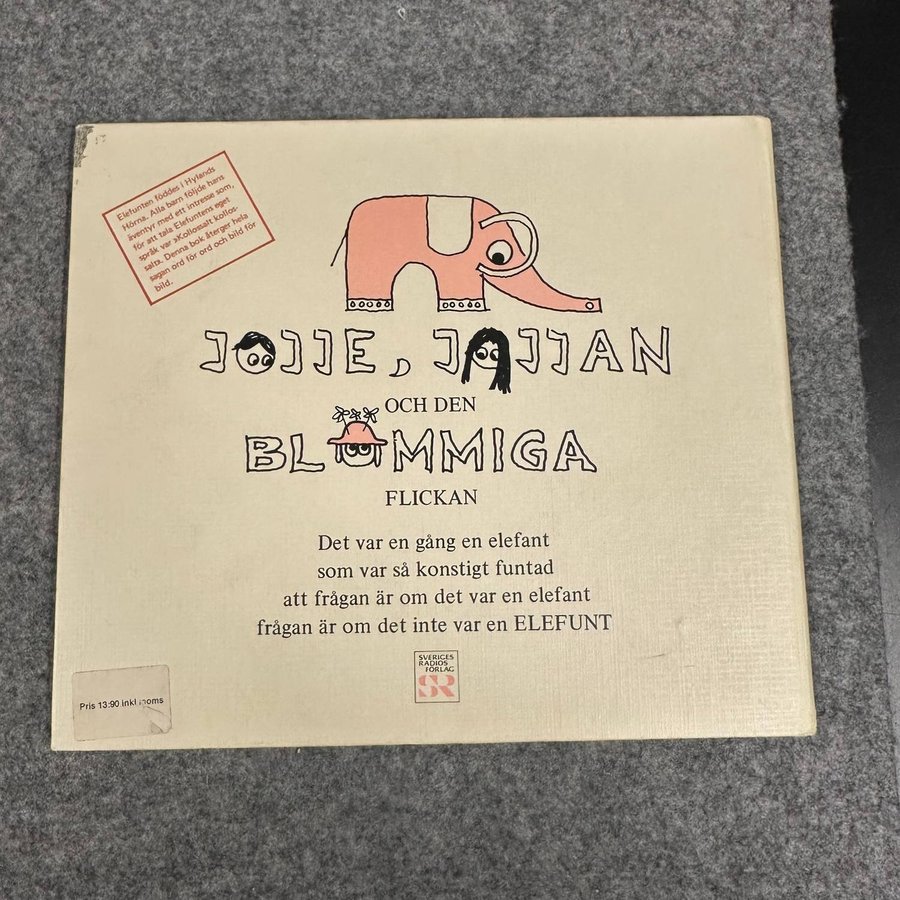 Elefunten föddes i Hylands
Hörna. Alla barn följde hans
äventyr med ett intresse som,
för att tala Elefuntens eget
språk var »Kollossalt kollos-
salt». Denna bok återger hela
sagan ord för ord och bild för
bild.
JOJJE, JOJJAN
OCH DEN
BLOMMIGA
FLICKAN
Det var en gång en elefant
som var så konstigt funtad
att frågan är om det var en elefant
frågan är om det inte var en ELEFUNT
SVERIGES
RADIOS
FÖRLAG
SR
Pris 13:90 inkl moms